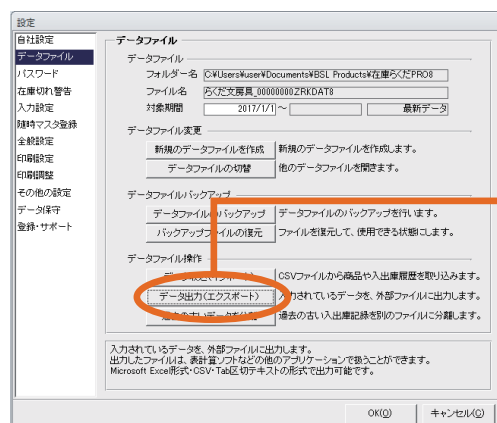 設定
自社設定
データファイル
パスワード
在庫切れ警告
入力設定
随時マスタ登録
全般設定
印刷設定
印刷調整
その他の設定
データ保守
登録・サポート
データファイル
データファイル
フォルダー名 C:¥Users¥user¥Documents¥BSL Products¥在庫らくだPRO8
ファイル名 らくだ文房具_00000000.ZRKDAT8
対象期間 2017/1/1 ～ 最新データ
データファイル変更
新規のデータファイルを作成 新規のデータファイルを作成します。
データファイルの切替 他のデータファイルを開きます。
データファイルバックアップ
データファイルのバックアップ データファイルのバックアップを行います。
バックアップファイルの復元 ファイルを復元して、使用できる状態にします。
データファイル操作
CSVファイルから商品や入出庫履歴を取り込みます。
データ出力(エクスポート) 入力されているデータを、外部ファイルに出力します。
過去の古い入出庫記録を別のファイルに分離します。
入力されているデータを、外部ファイルに出力します。
出力したファイルは、表計算ソフトなどの他のアプリケーションで扱うことができます。
Microsoft Excel形式・CSV・Tab区切テキストの形式で出力可能です。
OK(O) キャンセル(C)